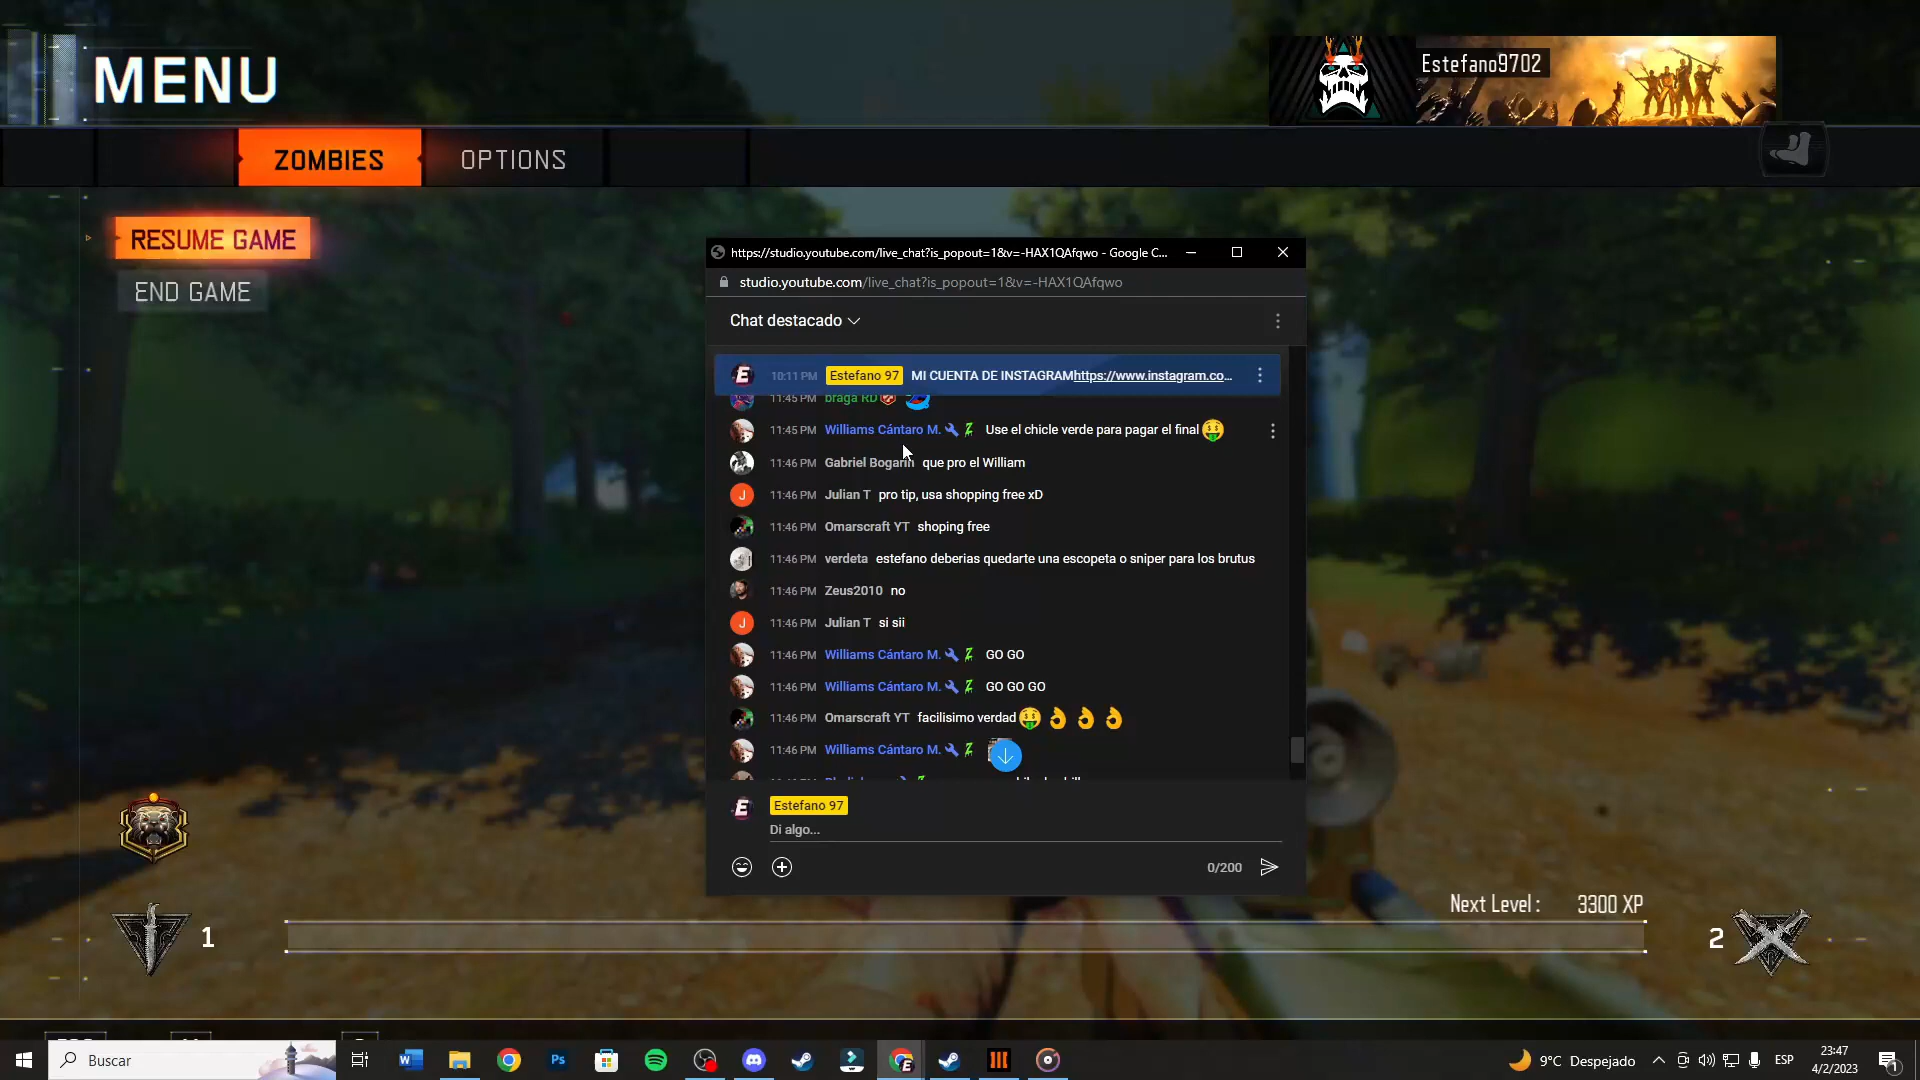 MENU
Estefano9702
ZOMBIES
OPTIONS
RESUME GAME
END GAME
https://studio.youtube.com/live_chat?is_popout=1&v=-HAX1QAfqwo - Google C...
studio.youtube.com/live_chat?is_popout=1&v=-HAX1QAfqwo
Chat destacado
10:11 PM Estefano 97 MI CUENTA DE INSTAGRAMhttps://www.instagram.co...
11:45 PM braga RD
11:45 PM Williams Cántaro M. Use el chicle verde para pagar el final
11:46 PM Gabriel Bogarin que pro el William
J 11:46 PM Julian T pro tip, usa shopping free xD
11:46 PM Omarscraft YT shoping free
11:46 PM verdeta estefano deberias quedarte una escopeta o sniper para los brutus
11:46 PM Zeus2010 no
J 11:46 PM Julian T si sii
11:46 PM Williams Cántaro M. GO GO
11:46 PM Williams Cántaro M. GO GO GO
11:46 PM Omarscraft YT facilisimo verdad
11:46 PM Williams Cántaro M.
E Estefano 97
Di algo...
0/200
Next Level : 3300 XP
1
2
Buscar
9°C Despejado
ESP
23:47
4/2/2023